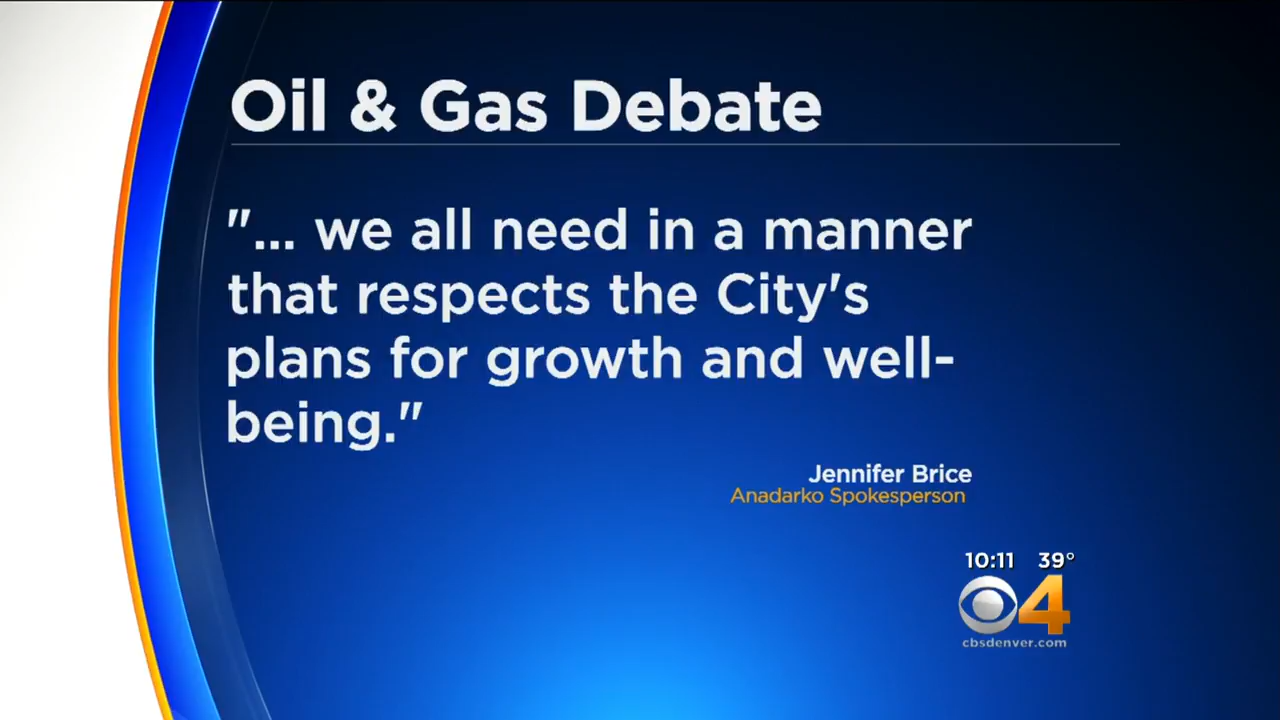 Oil & Gas Debate
"... we all need in a manner
that respects the City's
plans for growth and well-
being."
Jennifer Brice
Anadarko Spokesperson
10:11 39°
4
cbsdenver.com